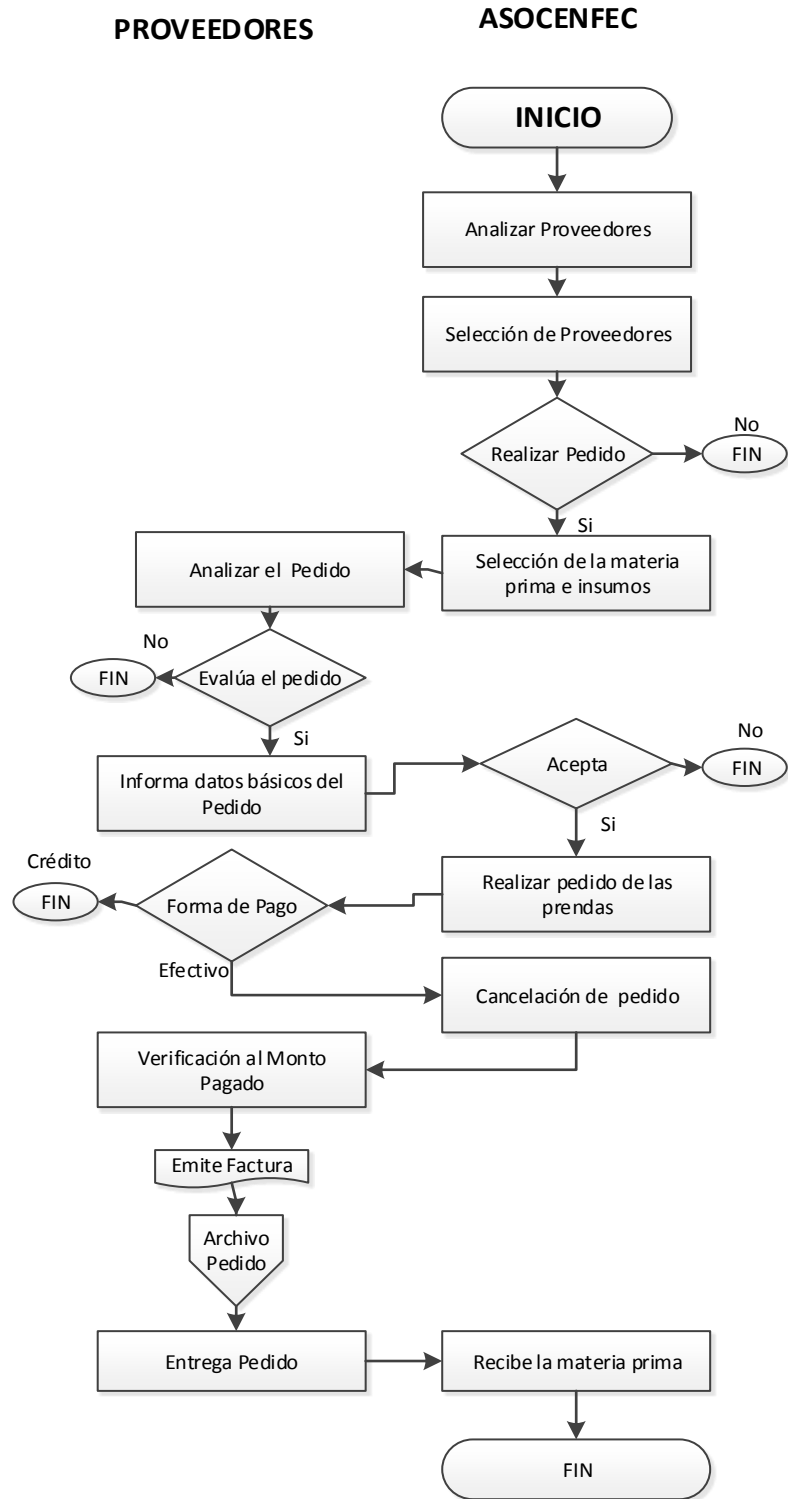 PROVEEDORES
ASOCENFEC
INICIO
Analizar Proveedores
Selección de Proveedores
Realizar Pedido
No
FIN
Si
Selección de la materia
prima e insumos
Analizar el Pedido
No
FIN
Evalúa el pedido
Si
Informa datos básicos del
Pedido
Acepta
No
FIN
Si
Realizar pedido de las
prendas
Crédito
FIN
Forma de Pago
Efectivo
Cancelación de pedido
Verificación al Monto
Pagado
Emite Factura
Archivo
Pedido
Entrega Pedido
Recibe la materia prima
FIN